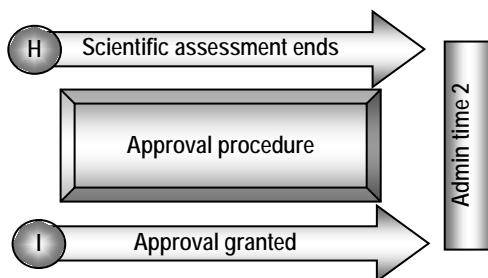 H
Scientific assessment ends
Approval procedure
Admin time 2
I
Approval granted